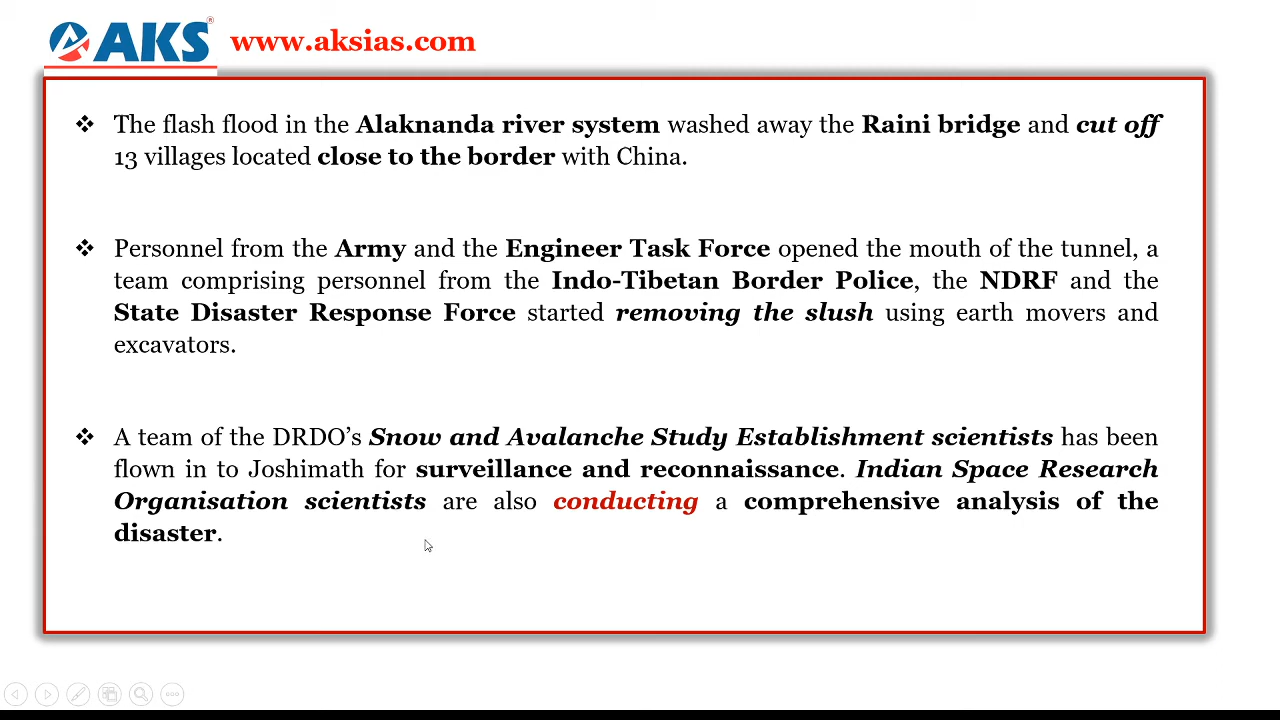 AKS® www.aksias.com
❖ The flash flood in the Alaknanda river system washed away the Raini bridge and cut off
13 villages located close to the border with China.
❖ Personnel from the Army and the Engineer Task Force opened the mouth of the tunnel, a
team comprising personnel from the Indo-Tibetan Border Police, the NDRF and the
State Disaster Response Force started removing the slush using earth movers and
excavators.
❖ A team of the DRDO’s Snow and Avalanche Study Establishment scientists has been
flown in to Joshimath for surveillance and reconnaissance. Indian Space Research
Organisation scientists are also conducting a comprehensive analysis of the
disaster.